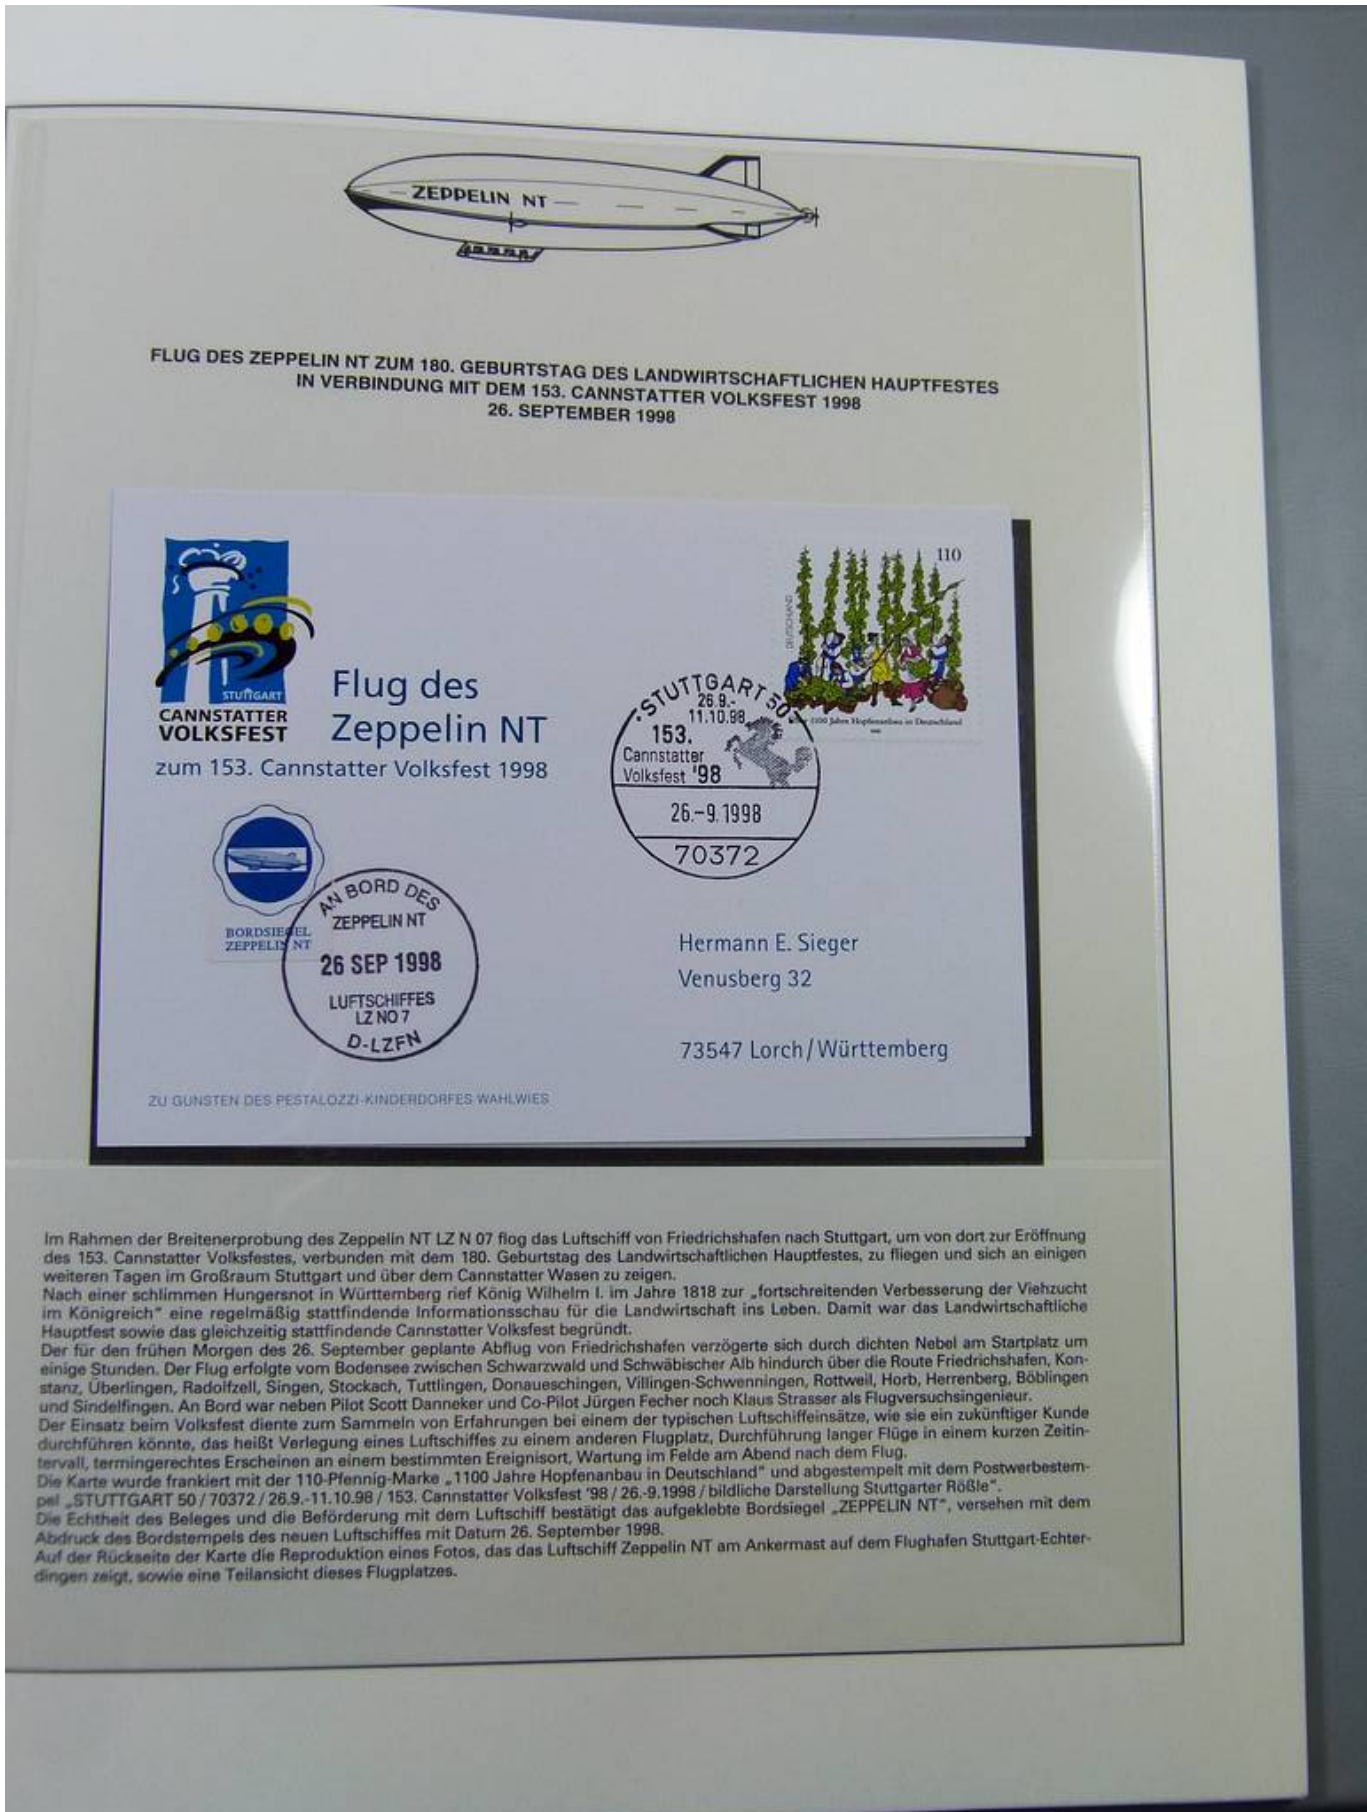 ZEPPELIN NT
FLUG DES ZEPPELIN NT ZUM 180. GEBURTSTAG DES LANDWIRTSCHAFTLICHEN HAUPTFESTES
IN VERBINDUNG MIT DEM 153. CANNSTATTER VOLKSFEST 1998
26. SEPTEMBER 1998
STUTTGART
CANNSTATTER
VOLKSFEST
Flug des
Zeppelin NT
zum 153. Cannstatter Volksfest 1998
110
DEUTSCHLAND
1100 Jahre Hopfenanbau in Deutschland
STUTTGART 50
26.9.-
11.10.98
153.
Cannstatter
Volksfest '98
26.-9.1998
70372
BORDSIEGEL
ZEPPELIN NT
AN BORD DES
ZEPPELIN NT
26 SEP 1998
LUFTSCHIFFES
LZ NO 7
D-LZFN
Hermann E. Sieger
Venusberg 32
73547 Lorch/Württemberg
ZU GUNSTEN DES PESTALOZZI-KINDERDORFES WAHLWIES
Im Rahmen der Breitenerprobung des Zeppelin NT LZ N 07 flog das Luftschiff von Friedrichshafen nach Stuttgart, um von dort zur Eröffnung
des 153. Cannstatter Volksfestes, verbunden mit dem 180. Geburtstag des Landwirtschaftlichen Hauptfestes, zu fliegen und sich an einigen
weiteren Tagen im Großraum Stuttgart und über dem Cannstatter Wasen zu zeigen.
Nach einer schlimmen Hungersnot in Württemberg rief König Wilhelm I. im Jahre 1818 zur „fortschreitenden Verbesserung der Viehzucht
im Königreich“ eine regelmäßig stattfindende Informationsschau für die Landwirtschaft ins Leben. Damit war das Landwirtschaftliche
Hauptfest sowie das gleichzeitig stattfindende Cannstatter Volksfest begründt.
Der für den frühen Morgen des 26. September geplante Abflug von Friedrichshafen verzögerte sich durch dichten Nebel am Startplatz um
einige Stunden. Der Flug erfolgte vom Bodensee zwischen Schwarzwald und Schwäbischer Alb hindurch über die Route Friedrichshafen, Kon-
stanz, Überlingen, Radolfzell, Singen, Stockach, Tuttlingen, Donaueschingen, Villingen-Schwenningen, Rottweil, Horb, Herrenberg, Böblingen
und Sindelfingen. An Bord war neben Pilot Scott Danneker und Co-Pilot Jürgen Fecher noch Klaus Strasser als Flugversuchsingenieur.
Der Einsatz beim Volksfest diente zum Sammeln von Erfahrungen bei einem der typischen Luftschiffeinsätze, wie sie ein zukünftiger Kunde
durchführen könnte, das heißt Verlegung eines Luftschiffes zu einem anderen Flugplatz, Durchführung langer Flüge in einem kurzen Zeitin-
tervall, termingerechtes Erscheinen an einem bestimmten Ereignisort, Wartung im Felde am Abend nach dem Flug.
Die Karte wurde frankiert mit der 110-Pfennig-Marke „1100 Jahre Hopfenanbau in Deutschland“ und abgestempelt mit dem Postwerbestem-
pel „STUTTGART 50 / 70372 / 26.9.-11.10.98 / 153. Cannstatter Volksfest '98 / 26.-9.1998 / bildliche Darstellung Stuttgarter Rößle“.
Die Echtheit des Beleges und die Beförderung mit dem Luftschiff bestätigt das aufgeklebte Bordsiegel „ZEPPELIN NT“, versehen mit dem
Abdruck des Bordstempels des neuen Luftschiffes mit Datum 26. September 1998.
Auf der Rückseite der Karte die Reproduktion eines Fotos, das das Luftschiff Zeppelin NT am Ankermast auf dem Flughafen Stuttgart-Echter-
dingen zeigt, sowie eine Teilansicht dieses Flugplatzes.